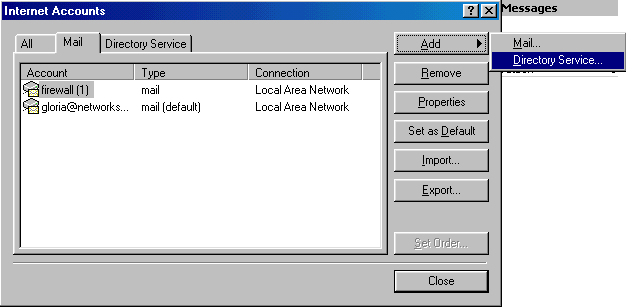 Internet Accounts
Messages
All Mail Directory Service
Add
Mail...
Directory Service...
Account Type Connection
Remove
firewall (1) mail Local Area Network
gloria@networks... mail (default) Local Area Network
Properties
Set as Default
Import...
Export...
Set Order...
Close